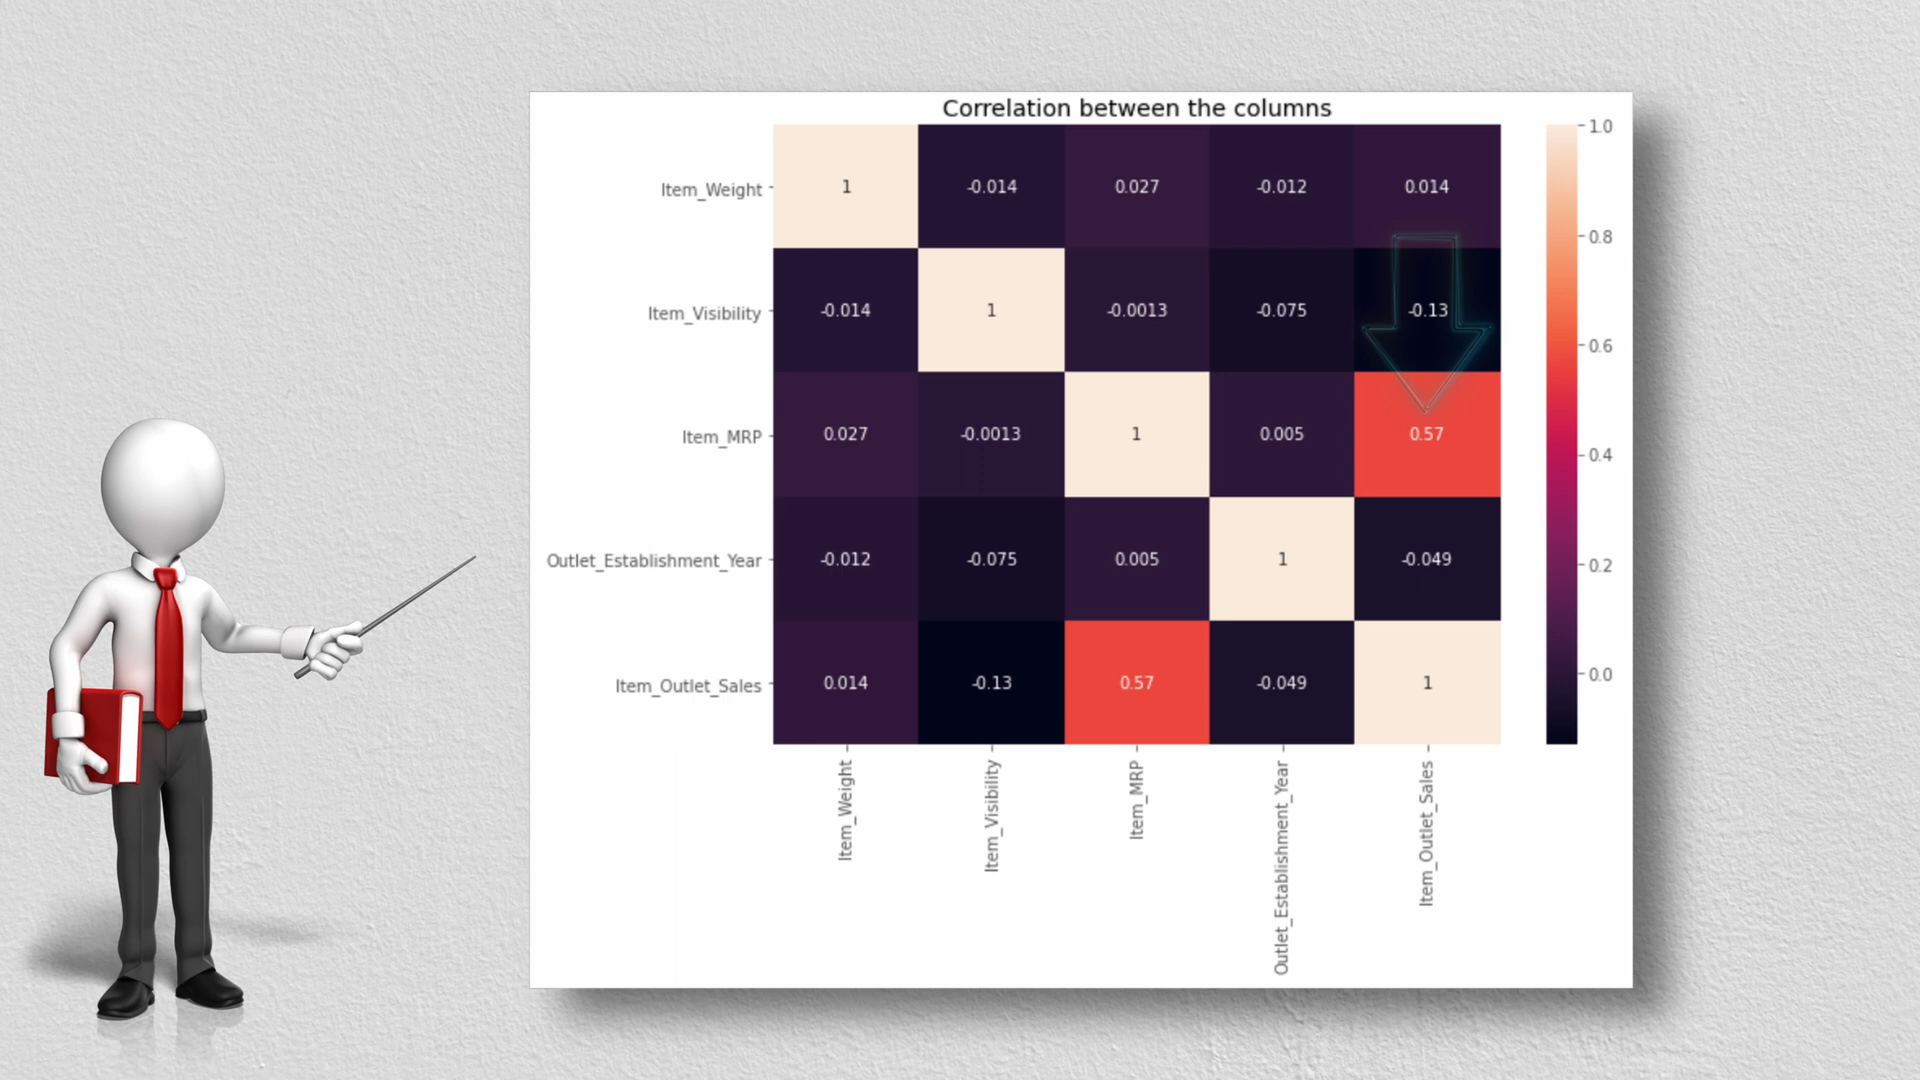 Correlation between the columns
Item_Weight 1 -0.014 0.027 -0.012 0.014
Item_Visibility -0.014 1 -0.0013 -0.075 -0.13
Item_MRP 0.027 -0.0013 1 0.005 0.57
Outlet_Establishment_Year -0.012 -0.075 0.005 1 -0.049
Item_Outlet_Sales 0.014 -0.13 0.57 -0.049 1
Item_Weight
Item_Visibility
Item_MRP
Outlet_Establishment_Year
Item_Outlet_Sales
1.0
0.8
0.6
0.4
0.2
0.0